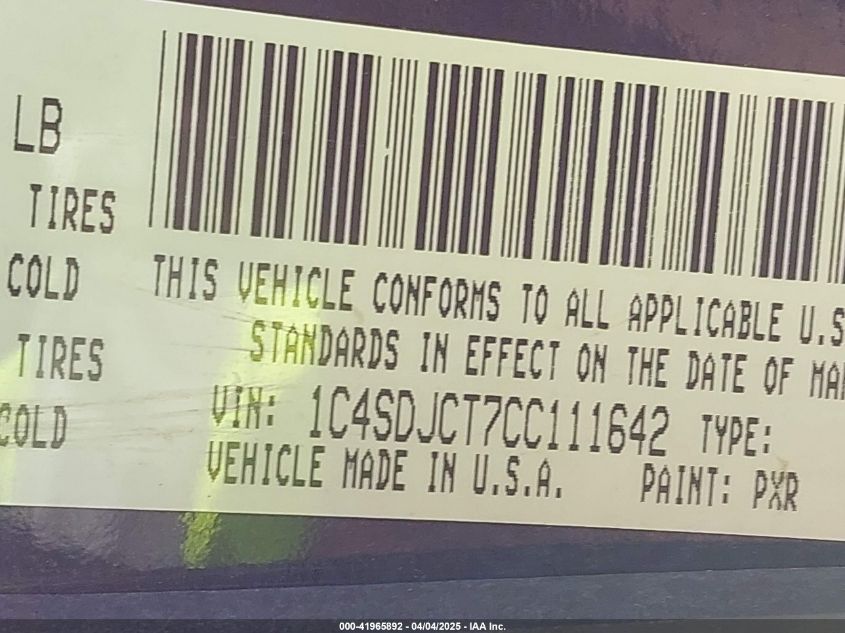 LB
TIRES
COLD
THIS VEHICLE CONFORMS TO ALL APPLICABLE U.S
TIRES
STANDARDS IN EFFECT ON THE DATE OF MA
COLD
VIN: 1C4SDJCT7CC111642 TYPE:
VEHICLE MADE IN U.S.A. PAINT: PXR
000-41965892 - 04/04/2025 - IAA Inc.